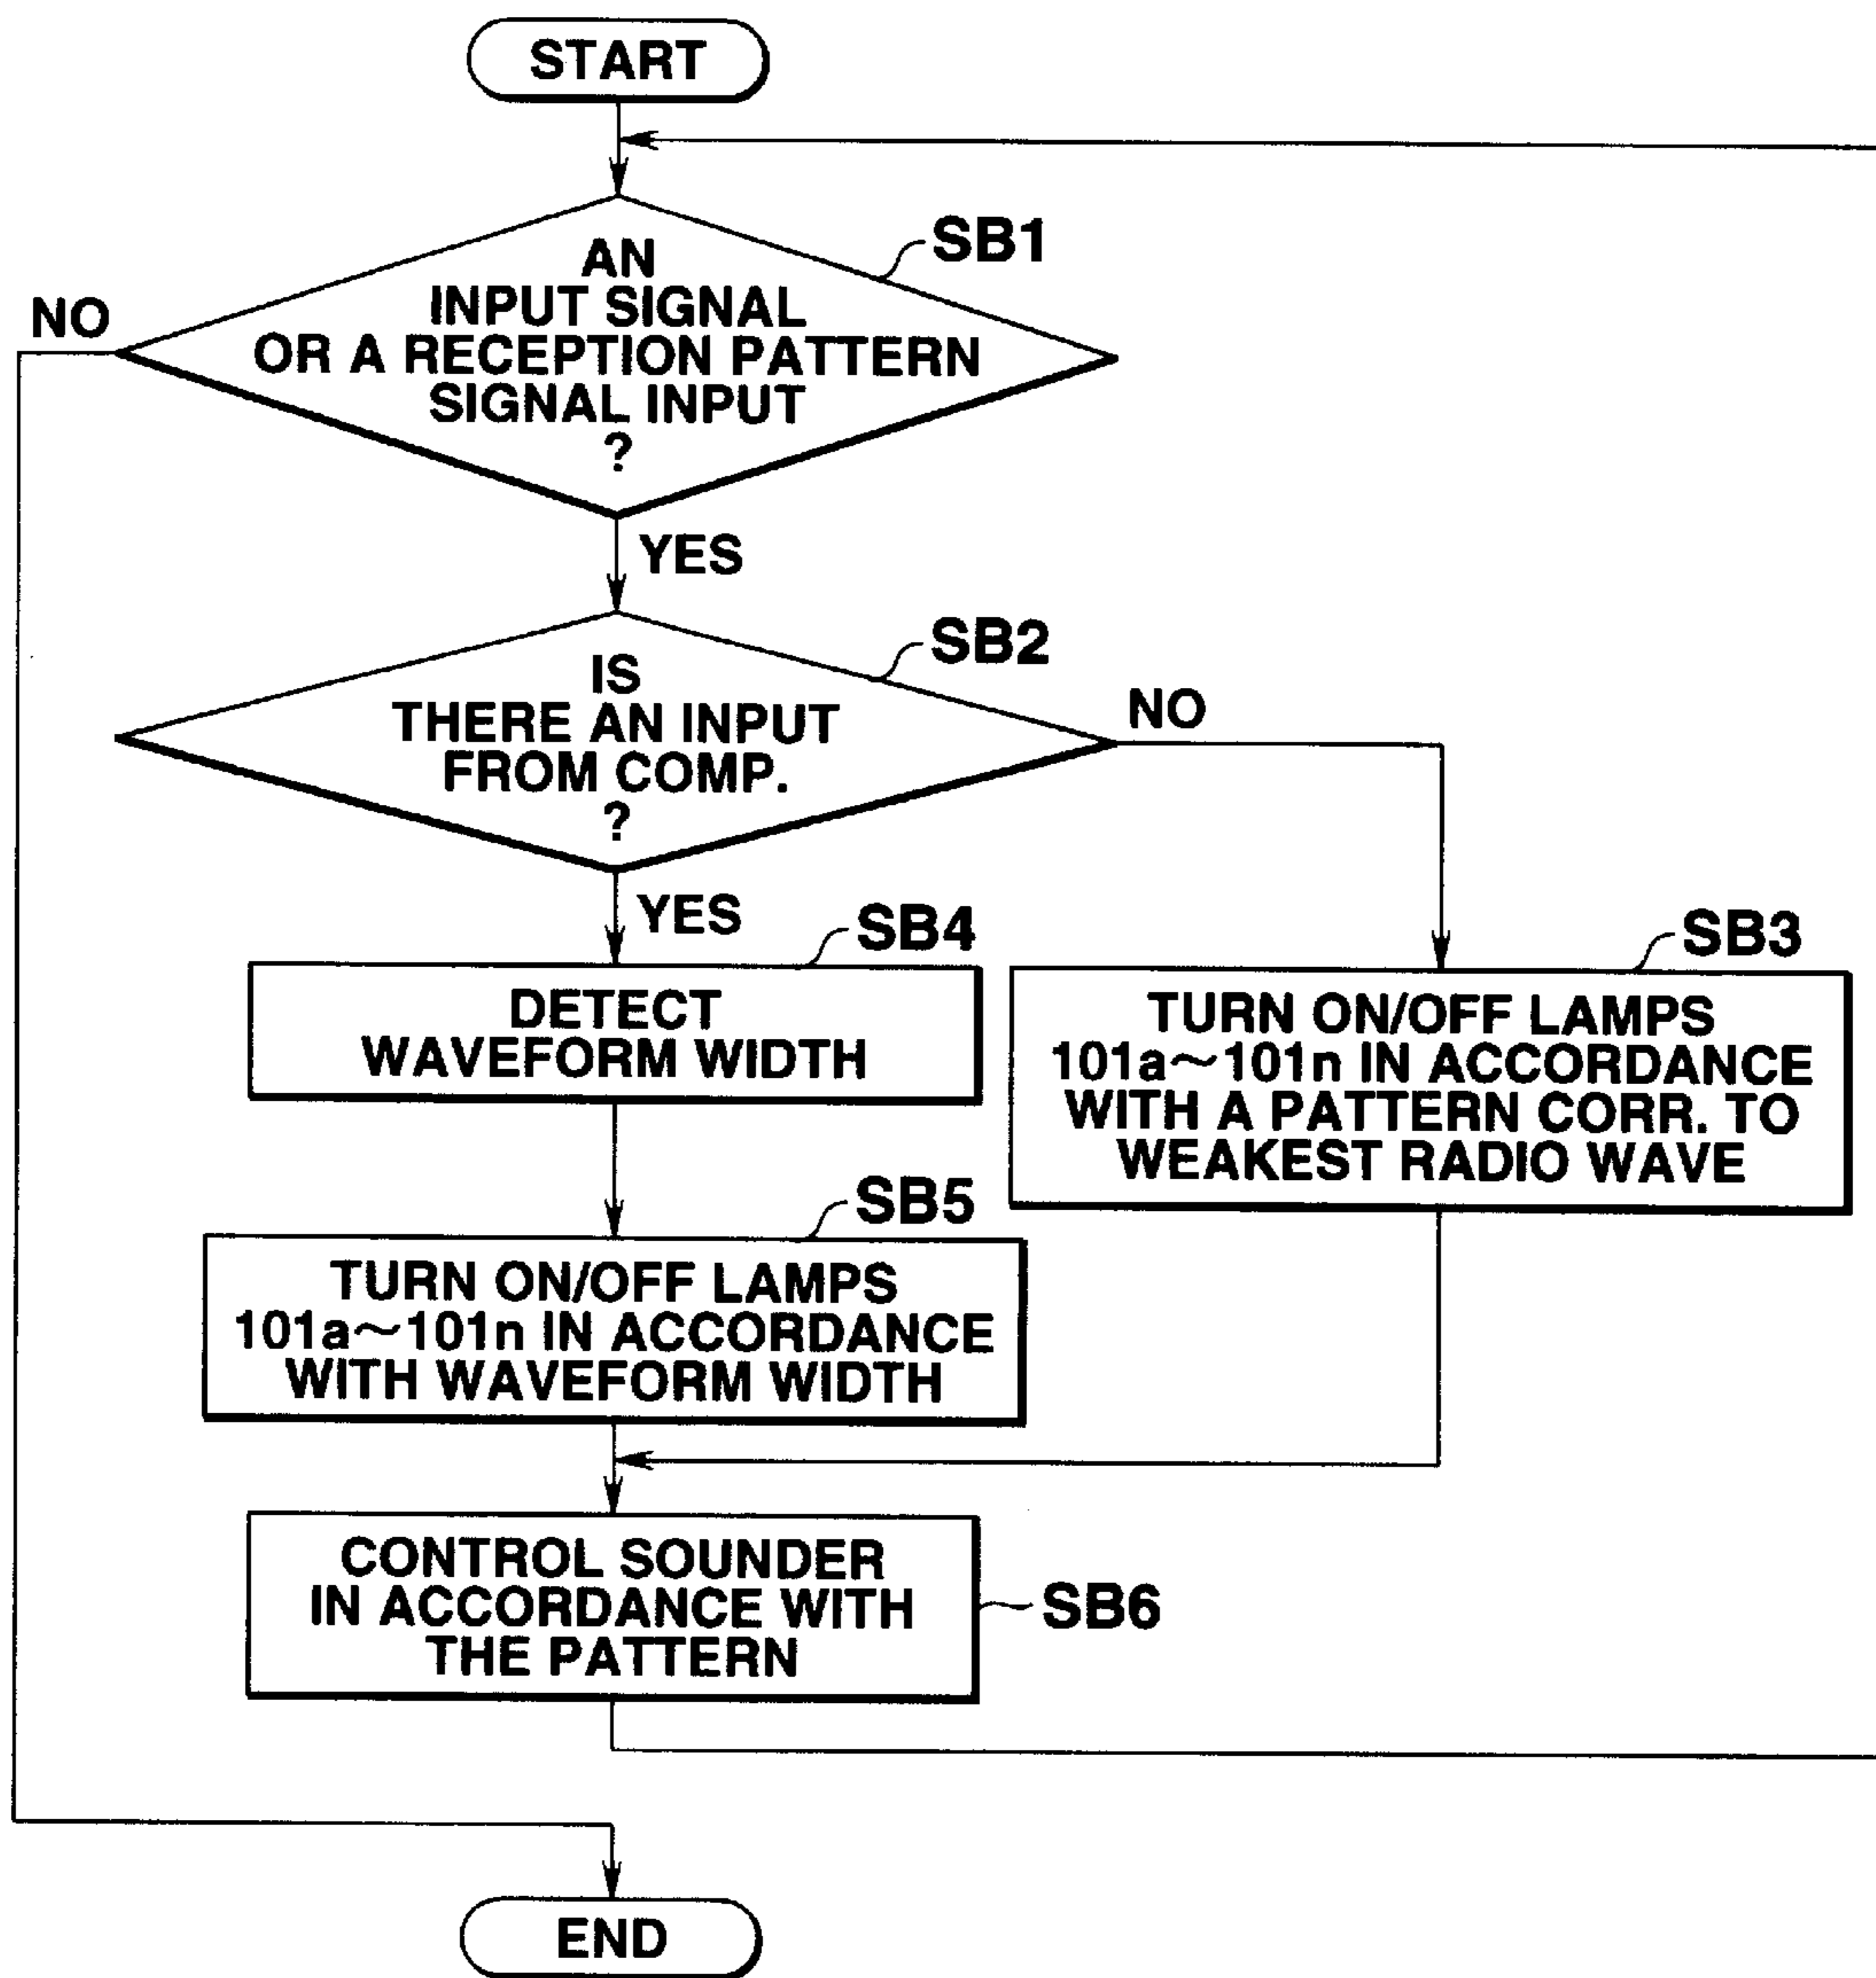 START
SB1
AN
INPUT SIGNAL
OR A RECEPTION PATTERN
SIGNAL INPUT
?
NO
YES
SB2
IS
THERE AN INPUT
FROM COMP.
?
NO
YES
SB4
DETECT
WAVEFORM WIDTH
SB3
TURN ON/OFF LAMPS
101a~101n IN ACCORDANCE
WITH A PATTERN CORR. TO
WEAKEST RADIO WAVE
SB5
TURN ON/OFF LAMPS
101a~101n IN ACCORDANCE
WITH WAVEFORM WIDTH
CONTROL SOUNDER
IN ACCORDANCE WITH
THE PATTERN
SB6
END